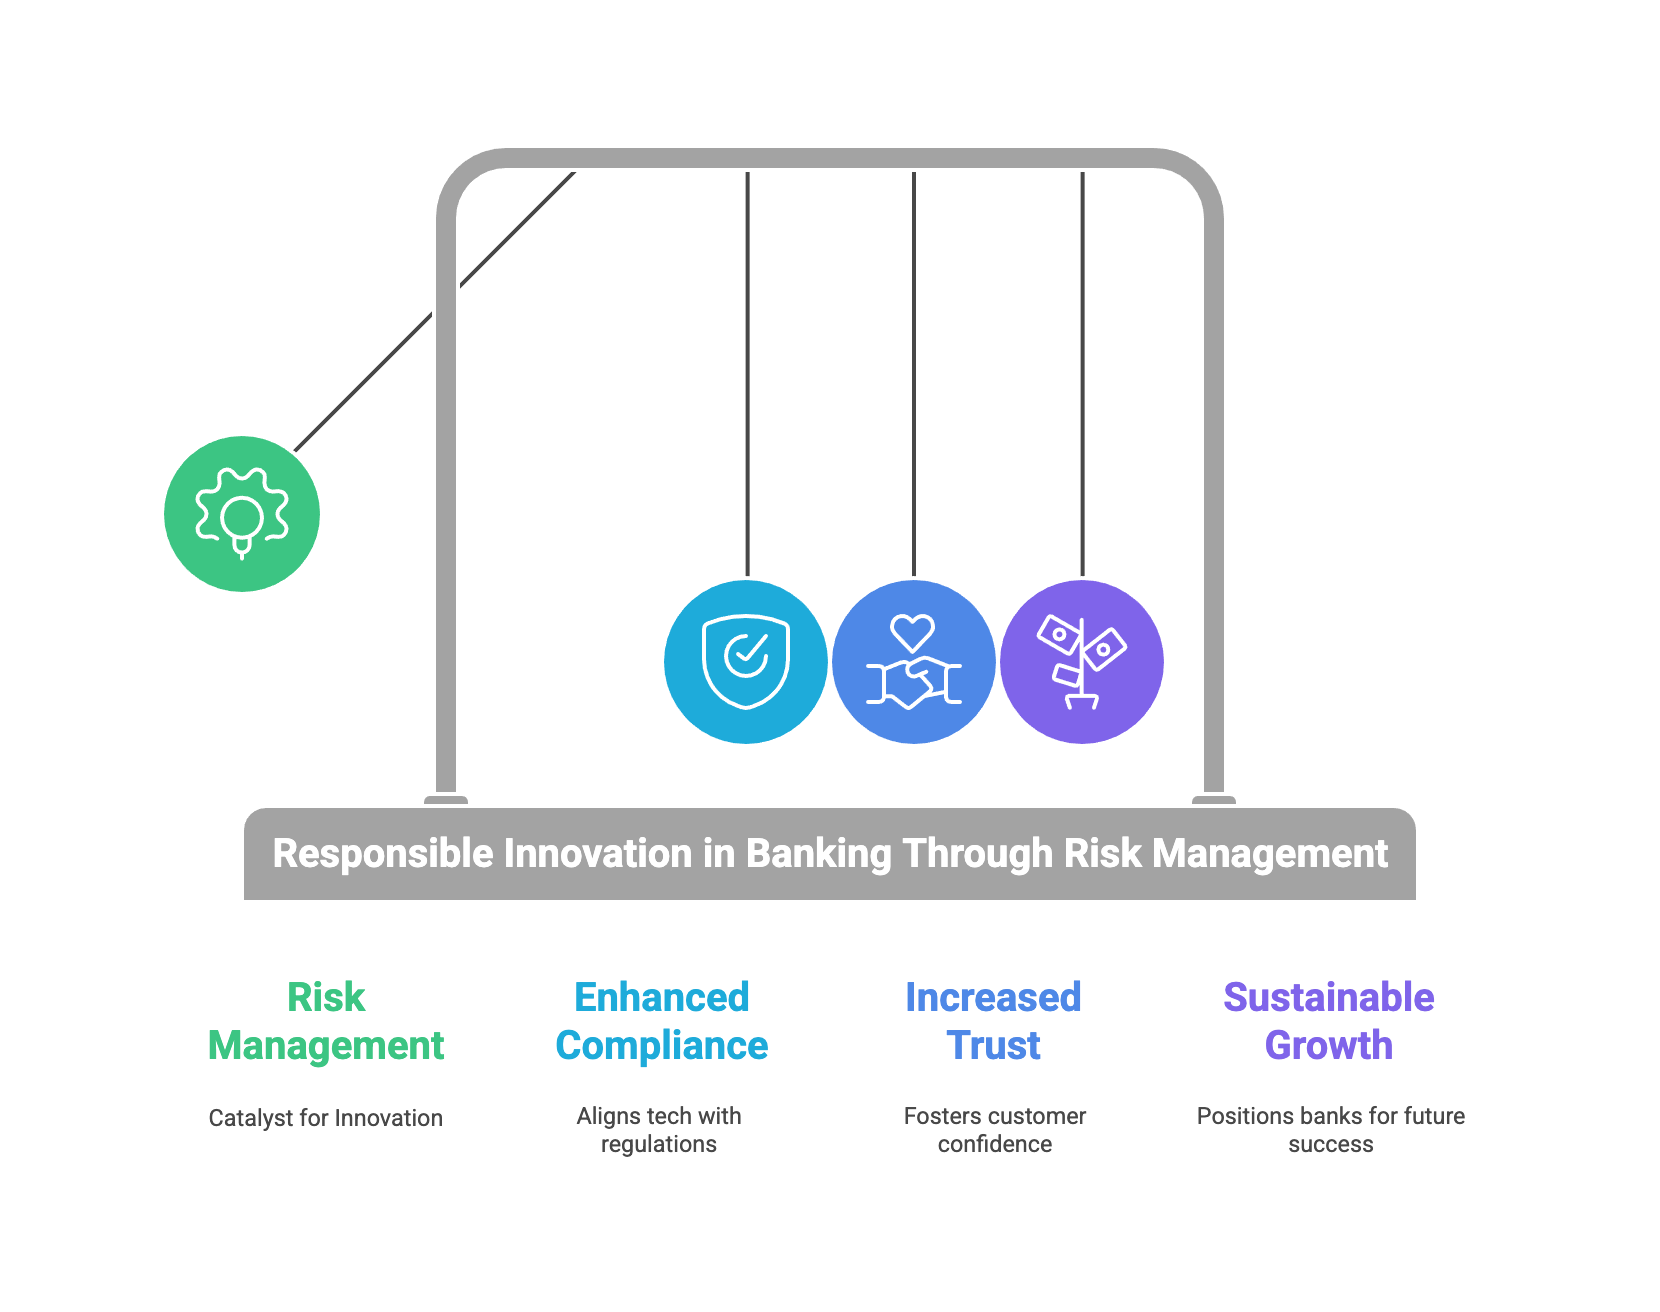 Responsible Innovation in Banking Through Risk Management
Risk
Management
Catalyst for Innovation
Enhanced
Compliance
Aligns tech with
regulations
Increased
Trust
Fosters customer
confidence
Sustainable
Growth
Positions banks for future
success